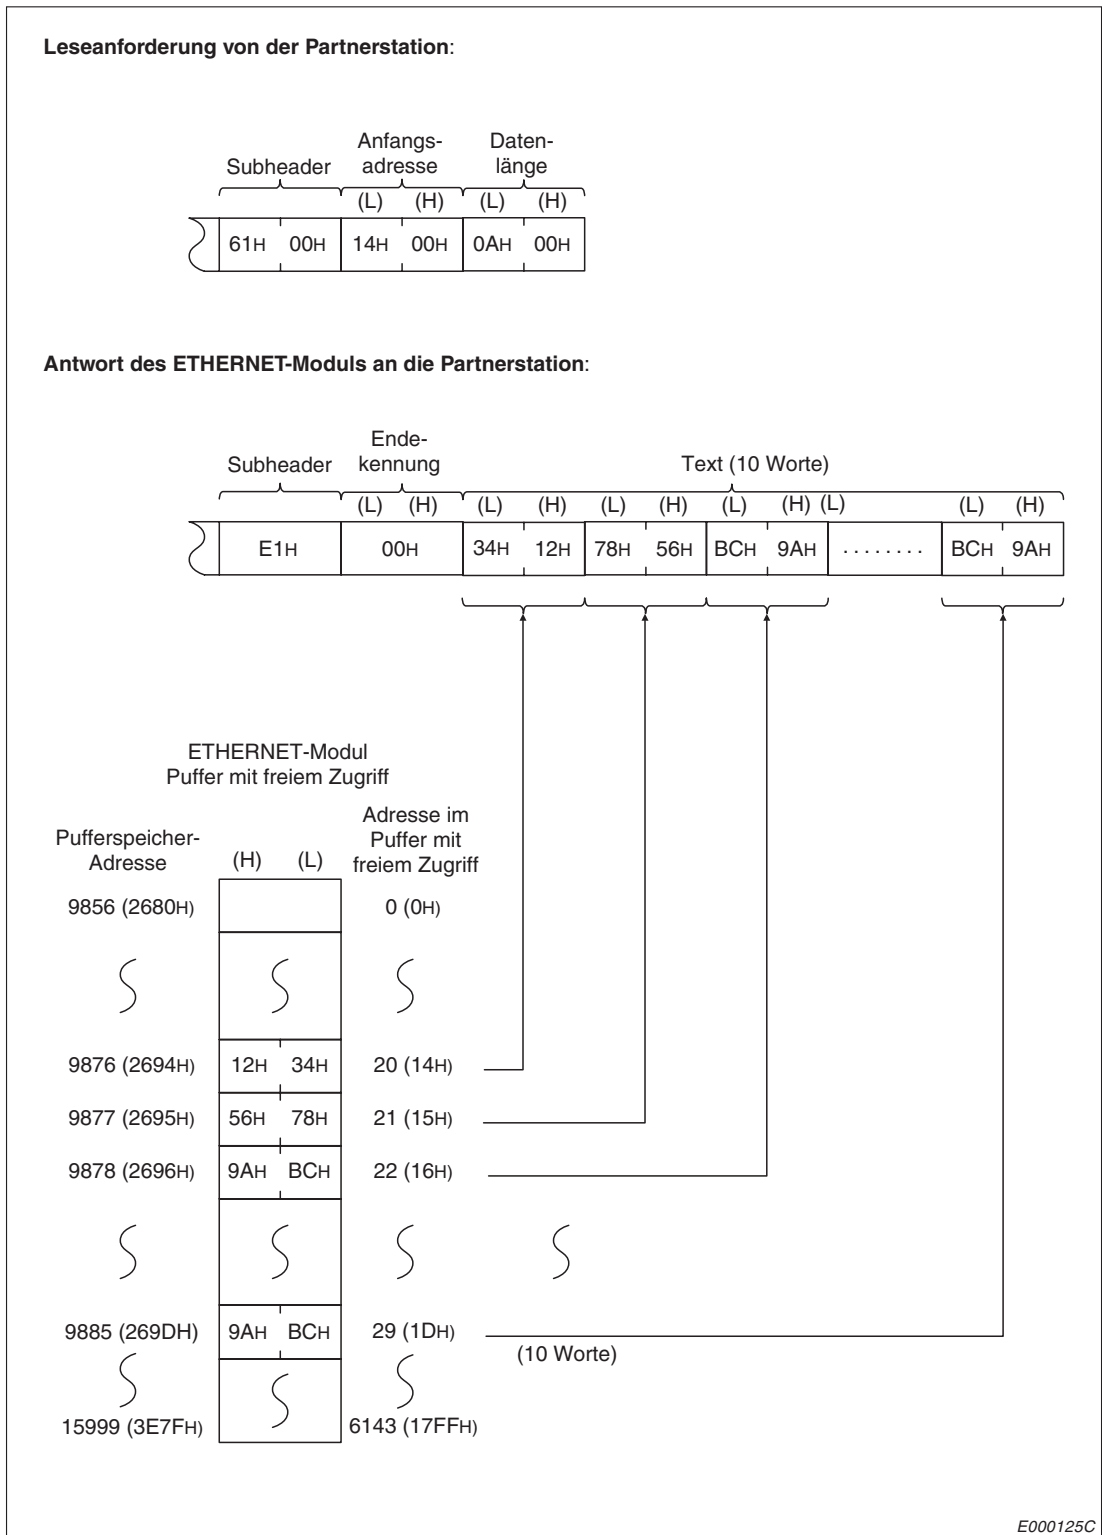 Leseanforderung von der Partnerstation:
Subheader
Anfangs-
adresse
Daten-
länge
(L) (H) (L) (H)
61H 00H 14H 00H 0AH 00H
Antwort des ETHERNET-Moduls an die Partnerstation:
Subheader
Ende-
kennung
Text (10 Worte)
(L) (H) (L) (H) (L) (H) (L) (H) (L) (L) (H)
E1H 00H 34H 12H 78H 56H BCH 9AH ........ BCH 9AH
ETHERNET-Modul
Puffer mit freiem Zugriff
Pufferspeicher-
Adresse
(H) (L)
Adresse im
Puffer mit
freiem Zugriff
9856 (2680H) 0 (0H)
9876 (2694H) 12H 34H 20 (14H)
9877 (2695H) 56H 78H 21 (15H)
9878 (2696H) 9AH BCH 22 (16H)
9885 (269DH) 9AH BCH 29 (1DH)
(10 Worte)
15999 (3E7FH) 6143 (17FFH)
E000125C